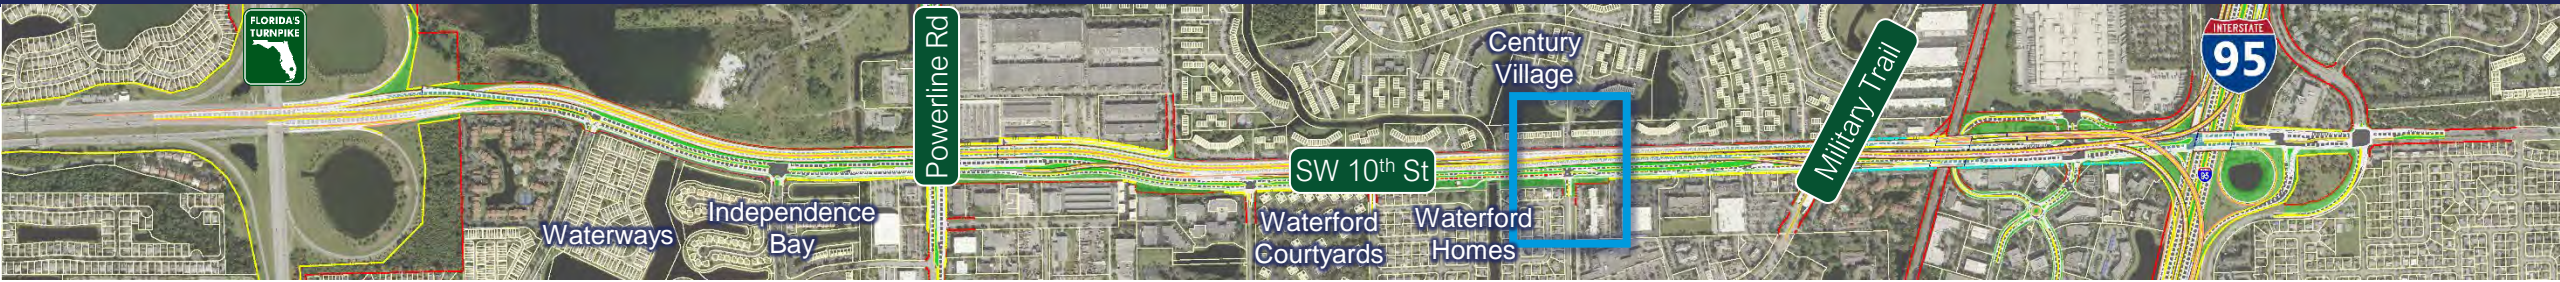 FLORIDA'S
TURNPIKE
Powerline Rd
Century
Village
Military Trail
INTERSTATE
95
SW 10th St
Independence
Bay
Waterways
Waterford
Courtyards
Waterford
Homes
95